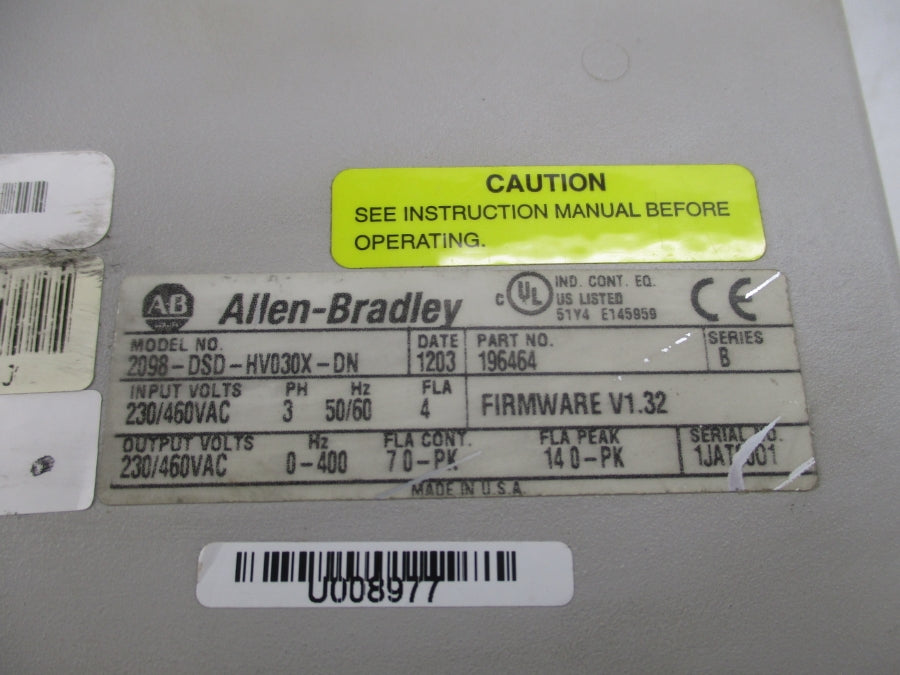 CAUTION
SEE INSTRUCTION MANUAL BEFORE
OPERATING.
AB
Allen-Bradley
c UL
IND. CONT. EQ.
US LISTED
51Y4 E145959
CE
MODEL NO.
2098-DSD-HV030X-DN
DATE
1203
PART NO.
196464
SERIES
B
INPUT VOLTS
230/460VAC
PH
3
Hz
50/60
FLA
4
FIRMWARE V1.32
OUTPUT VOLTS
230/460VAC
Hz
0-400
FLA CONT.
7 0-PK
FLA PEAK
14 0-PK
SERIAL NO.
MADE IN U.S.A.
U008977